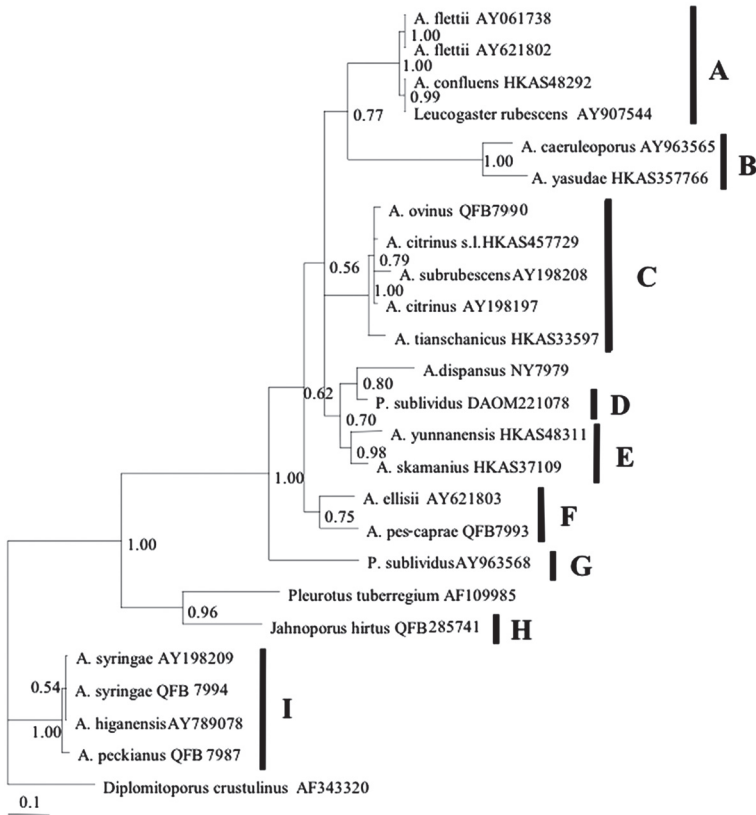 A. flettii AY061738
1.00
A. flettii AY621802
1.00
A. confluens HKAS48292
A
0.99
0.77
Leucogaster rubescens AY907544
A. caeruleoporus AY963565
1.00
B
A. yasudae HKAS357766
A. ovinus QFB7990
A. citrinus s.l.HKAS457729
0.79
0.56
A. subrubescens AY198208
C
1.00
A. citrinus AY198197
A. tianschanicus HKAS33597
A.dispansus NY7979
0.80
0.62
P. sublividus DAOM221078
D
0.70
A. yunnanensis HKAS48311
0.98
E
A. skamanius HKAS37109
1.00
A. ellisii AY621803
0.75
F
A. pes-caprae QFB7993
1.00
P. sublividusAY963568
G
Pleurotus tuberregium AF109985
0.96
Jahnoporus hirtus QFB285741
H
A. syringae AY198209
0.54
A. syringae QFB 7994
I
A. higanensisAY789078
1.00
A. peckianus QFB 7987
Diplomitoporus crustulinus AF343320
0.1